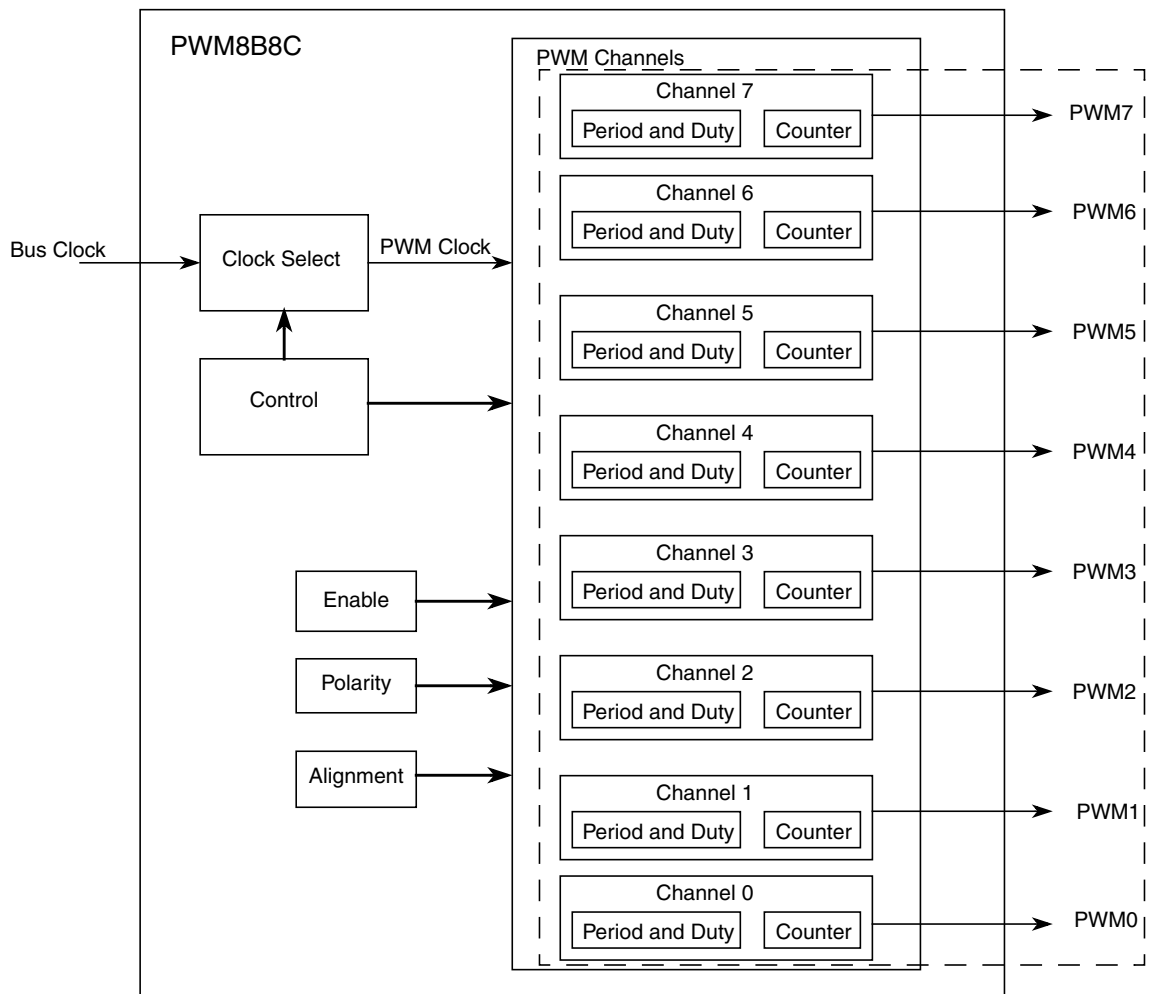 PWM8B8C
PWM Channels
Channel 7
Period and Duty Counter
PWM7
Channel 6
Period and Duty Counter
PWM6
Bus Clock
Clock Select
PWM Clock
Channel 5
Period and Duty Counter
PWM5
Control
Channel 4
Period and Duty Counter
PWM4
Channel 3
Period and Duty Counter
PWM3
Enable
Channel 2
Period and Duty Counter
PWM2
Polarity
Alignment
Channel 1
Period and Duty Counter
PWM1
Channel 0
Period and Duty Counter
PWM0